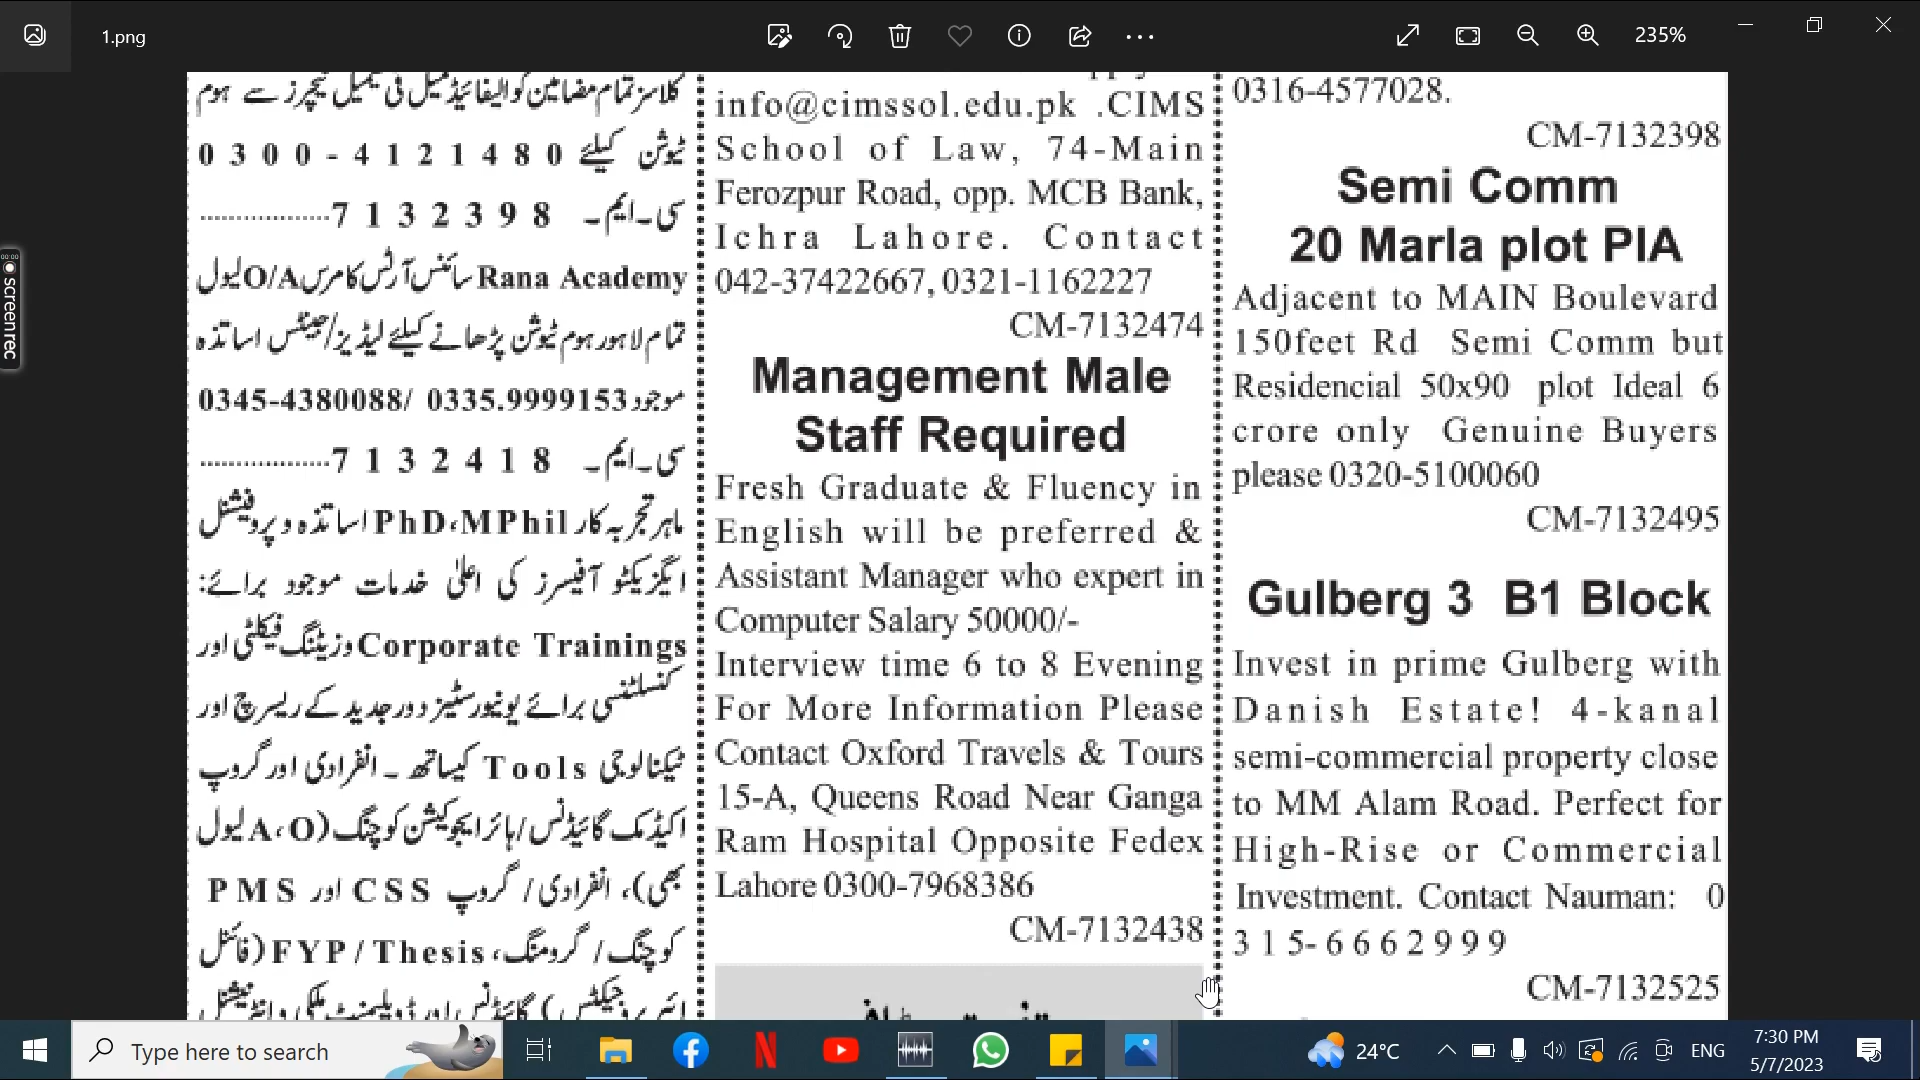 1.png
235%
کلاسز تمام مضامین کوالیفائیڈ میل فی میل ٹیچرز سے ہوم
ٹیوشن کیلئے 0300-4121480
سی۔ایم۔ 7132398..................
Rana Academy سائنس آرٹس کامرس O/A لیول
تمام لاہور ہوم ٹیوشن پڑھانے کیلئے لیڈیز/جینٹس اساتذہ
موجود 0335.9999153 /0345-4380088
سی۔ایم۔ 7132418..................
ماہر تجربہ کار PhD،MPhil اساتذہ و پروفیشنل
ایگزیکٹو آفیسرز کی اعلیٰ خدمات موجود برائے:
Corporate Trainings وزیٹنگ فیکلٹی اور
کنسلٹنسی برائے یونیورسٹیز دور جدید کے ریسرچ اور
ٹیکنالوجی Tools کیساتھ ۔ انفرادی اور گروپ
اکیڈمک گائیڈنس/ہائر ایجوکیشن کوچنگ (A،O لیول
بھی)، انفرادی / گروپ CSS اور PMS
کوچنگ / گرومنگ، FYP / Thesis (فائنل
ائیر پروجیکٹس) گائیڈنس اور ڈویلپمنٹ ملکی و انٹرنیشنل
info@cimssol.edu.pk .CIMS
School of Law, 74-Main
Ferozpur Road, opp. MCB Bank,
Ichra Lahore. Contact
042-37422667, 0321-1162227
CM-7132474
Management Male
Staff Required
Fresh Graduate & Fluency in
English will be preferred &
Assistant Manager who expert in
Computer Salary 50000/-
Interview time 6 to 8 Evening
For More Information Please
Contact Oxford Travels & Tours
15-A, Queens Road Near Ganga
Ram Hospital Opposite Fedex
Lahore 0300-7968386
CM-7132438
0316-4577028.
CM-7132398
Semi Comm
20 Marla plot PIA
Adjacent to MAIN Boulevard
150feet Rd Semi Comm but
Residencial 50x90 plot Ideal 6
crore only Genuine Buyers
please 0320-5100060
CM-7132495
Gulberg 3 B1 Block
Invest in prime Gulberg with
Danish Estate! 4-kanal
semi-commercial property close
to MM Alam Road. Perfect for
High-Rise or Commercial
Investment. Contact Nauman: 0
315-6662999
CM-7132525
00:00
screenrec
Type here to search
24°C
ENG
7:30 PM
5/7/2023